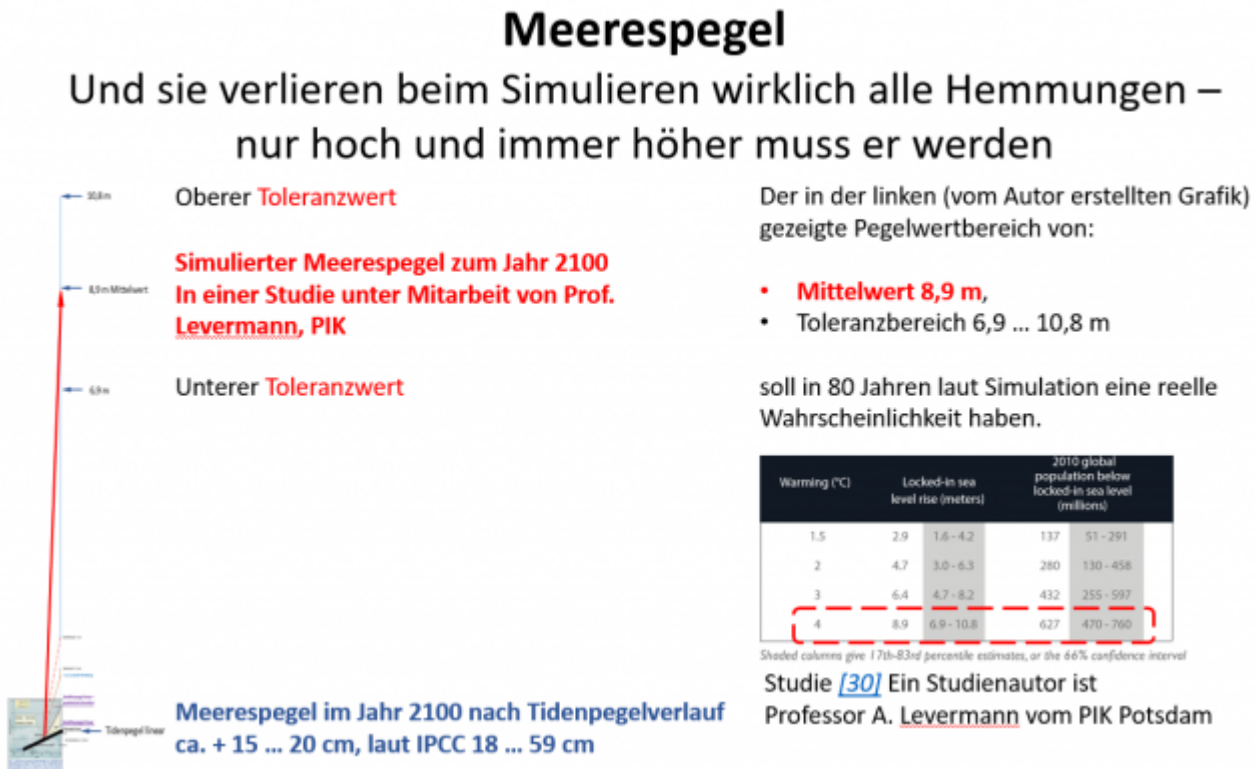 Meerespegel
Und sie verlieren beim Simulieren wirklich alle Hemmungen –
nur hoch und immer höher muss er werden
10,8 m
Oberer Toleranzwert
Simulierter Meerespegel zum Jahr 2100
In einer Studie unter Mitarbeit von Prof.
Levermann, PIK
8,9 m Mittelwert
6,9 m
Unterer Toleranzwert
Meerespegel im Jahr 2100 nach Tidenpegelverlauf
ca. + 15 ... 20 cm, laut IPCC 18 ... 59 cm
Tidenpegel linear
Der in der linken (vom Autor erstellten Grafik)
gezeigte Pegelwertbereich von:
• Mittelwert 8,9 m,
• Toleranzbereich 6,9 ... 10,8 m
soll in 80 Jahren laut Simulation eine reelle
Wahrscheinlichkeit haben.
Warming (°C) Locked-in sea level rise (meters) 2010 global population below locked-in sea level (millions)
1.5 2.9 1.6 - 4.2 137 51 - 291
2 4.7 3.0 - 6.3 280 130 - 458
3 6.4 4.7 - 8.2 432 255 - 597
4 8.9 6.9 - 10.8 627 470 - 760
Shaded columns give 17th-83rd percentile estimates, or the 66% confidence interval
Studie [30] Ein Studienautor ist
Professor A. Levermann vom PIK Potsdam